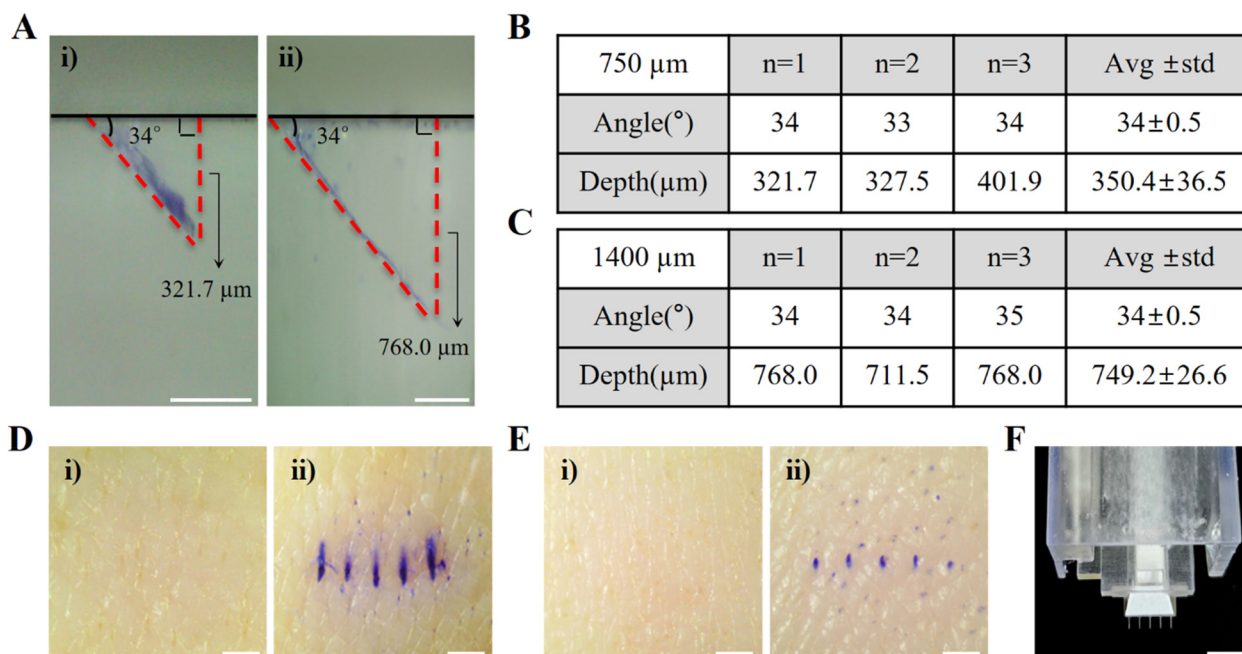 A
i)
ii)
34°
34°
321.7 µm
768.0 µm
B
750 µm n=1 n=2 n=3 Avg ±std
Angle(°) 34 33 34 34±0.5
Depth(µm) 321.7 327.5 401.9 350.4±36.5
C
1400 µm n=1 n=2 n=3 Avg ±std
Angle(°) 34 34 35 34±0.5
Depth(µm) 768.0 711.5 768.0 749.2±26.6
D
i)
ii)
E
i)
ii)
F